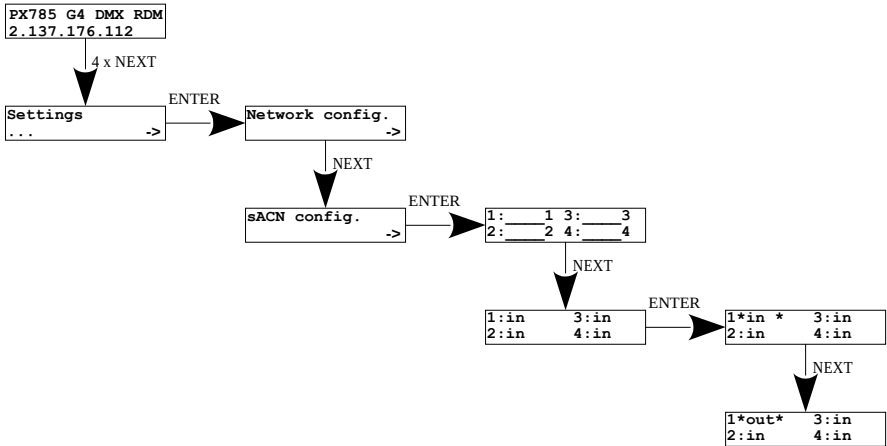 PX785 G4 DMX RDM
2.137.176.112
4 x NEXT
Settings
... ->
ENTER
Network config.
->
NEXT
sACN config.
->
ENTER
1:____1 3:____3
2:____2 4:____4
NEXT
1:in 3:in
2:in 4:in
ENTER
1*in * 3:in
2:in 4:in
NEXT
1*out* 3:in
2:in 4:in